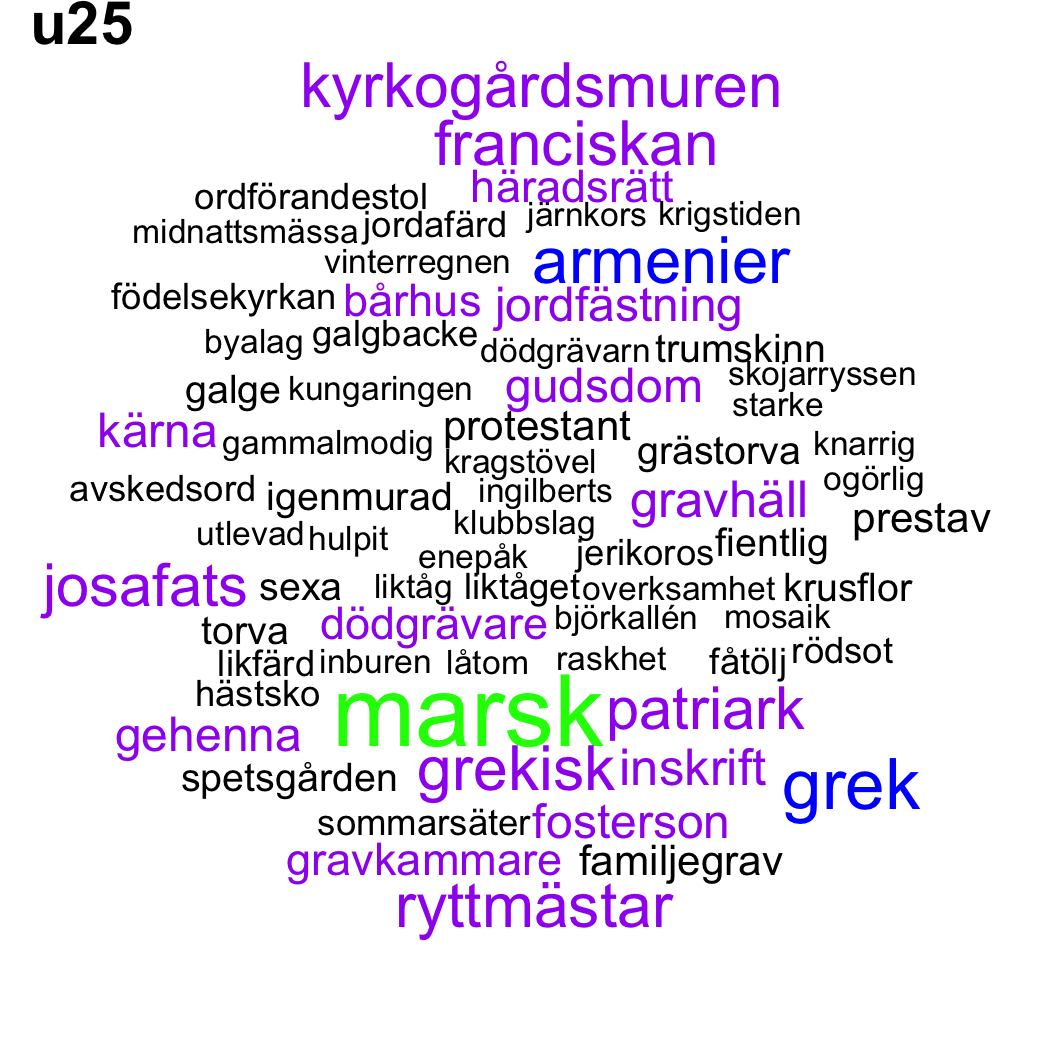 u25
kyrkogårdsmuren
franciskan
ordförandestol häradsrätt
midnattsmässa jordafärd järnkors krigstiden
vinterregnen armenier
födelsekyrkan bårhus jordfästning
byalag galgbacke dödgrävarn trumskinn
galge kungaringen gudsdom skojarryssen
starke
kärna gammalmodig protestant grästorva knarrig
kragstövel
avskedsord igenmurad ingilberts gravhäll ogörlig
utlevad hulpit klubbslag prestav
enepåk jerikoros fientlig
josafats sexa liktåg liktåget overksamhet krusflor
torva dödgrävare björkallén mosaik
likfärd inburen låtom raskhet fåtölj rödsot
hästsko marsk patriark
gehenna
spetsgården grekisk inskrift grek
sommarsäter fosterson
gravkammare familjegrav
ryttmästar